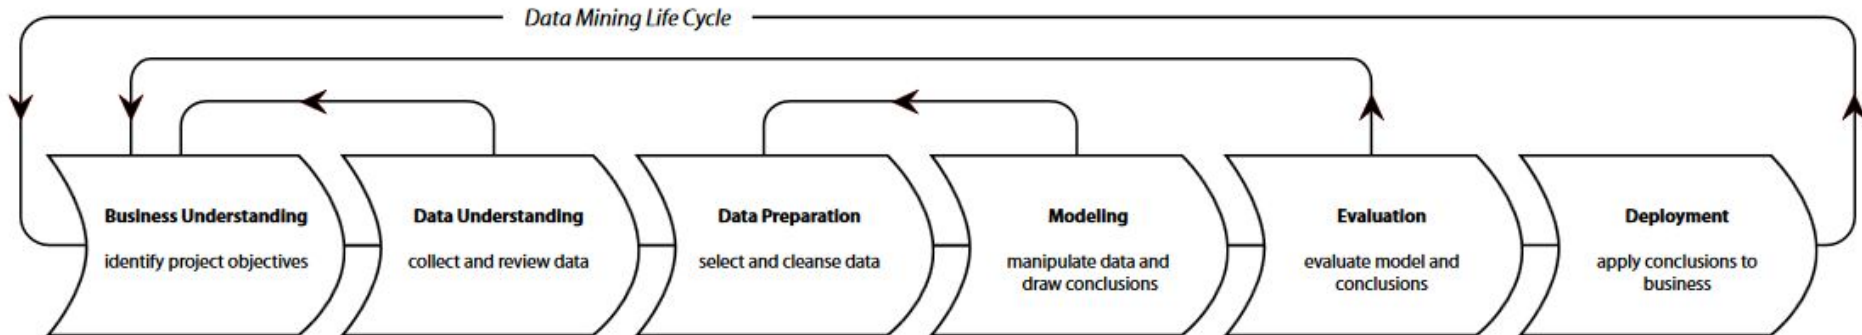 Data Mining Life Cycle
Business Understanding
identify project objectives
Data Understanding
collect and review data
Data Preparation
select and cleanse data
Modeling
manipulate data and
draw conclusions
Evaluation
evaluate model and
conclusions
Deployment
apply conclusions to
business